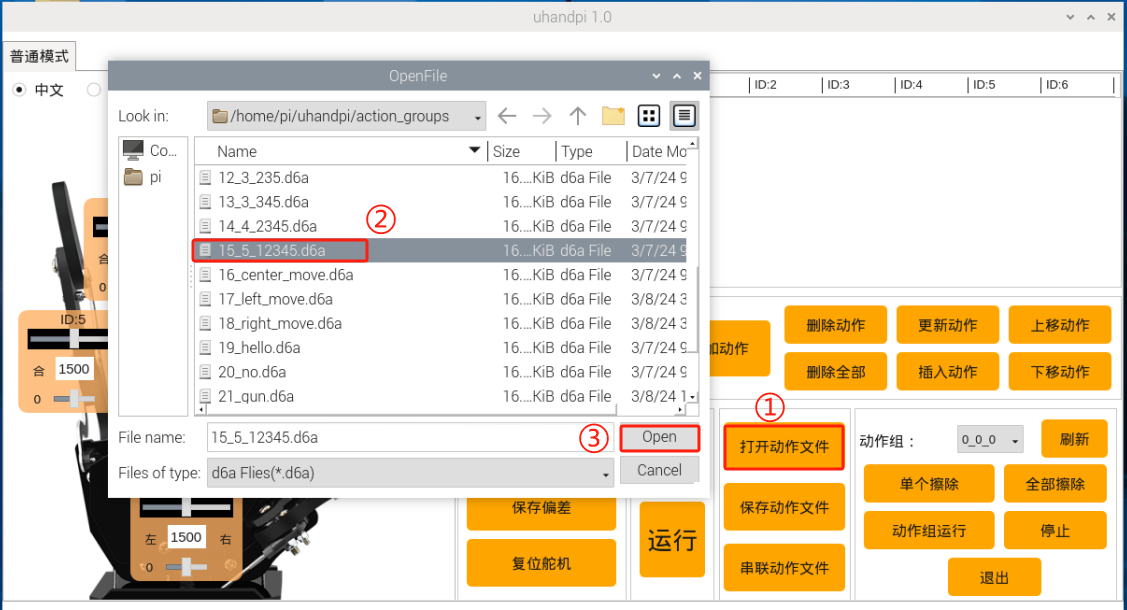 uhandpi 1.0
普通模式
中文
OpenFile
ID:2 ID:3 ID:4 ID:5 ID:6
Look in: /home/pi/uhandpi/action_groups
Co...
pi
Name Size Type Date Mo
12_3_235.d6a 16....KiB d6a File 3/7/24 9
13_3_345.d6a 16....KiB d6a File 3/7/24 9
14_4_2345.d6a 16....KiB d6a File 3/7/24 9
②
15_5_12345.d6a 16....KiB d6a File 3/7/24 9
16_center_move.d6a 16....KiB d6a File 3/7/24 9
17_left_move.d6a 16....KiB d6a File 3/8/24 3
18_right_move.d6a 16....KiB d6a File 3/8/24 3
19_hello.d6a 16....KiB d6a File 3/7/24 9
20_no.d6a 16....KiB d6a File 3/7/24 9
21_gun.d6a 16....KiB d6a File 3/8/24 1
File name: 15_5_12345.d6a ③ Open
Files of type: d6a Flies(*.d6a) Cancel
合
0
ID:5
合 1500
0
左 1500 右
0
加动作 删除动作 更新动作 上移动作
删除全部 插入动作 下移动作
①
打开动作文件 动作组： 0_0_0 刷新
单个擦除 全部擦除
保存偏差 运行 保存动作文件 动作组运行 停止
复位舵机 串联动作文件 退出